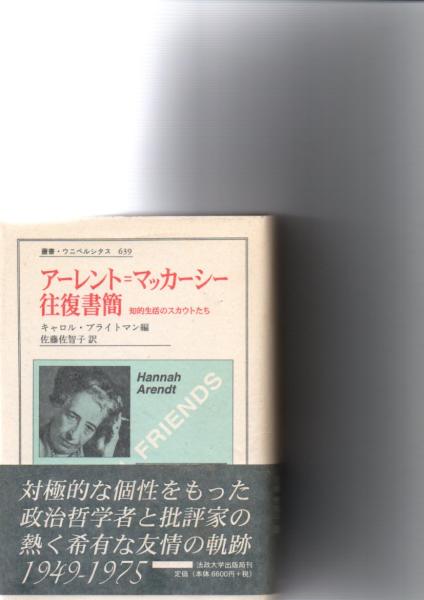 叢書・ウニベルシタス 639
アーレント=マッカーシー
往復書簡 知的生活のスカウトたち
キャロル・ブライトマン編
佐藤佐智子訳
Hannah
Arendt
FRIENDS
対極的な個性をもった
政治哲学者と批評家の
熱く希有な友情の軌跡
1949-1975
法政大学出版局刊
定価(本体6600円+税)